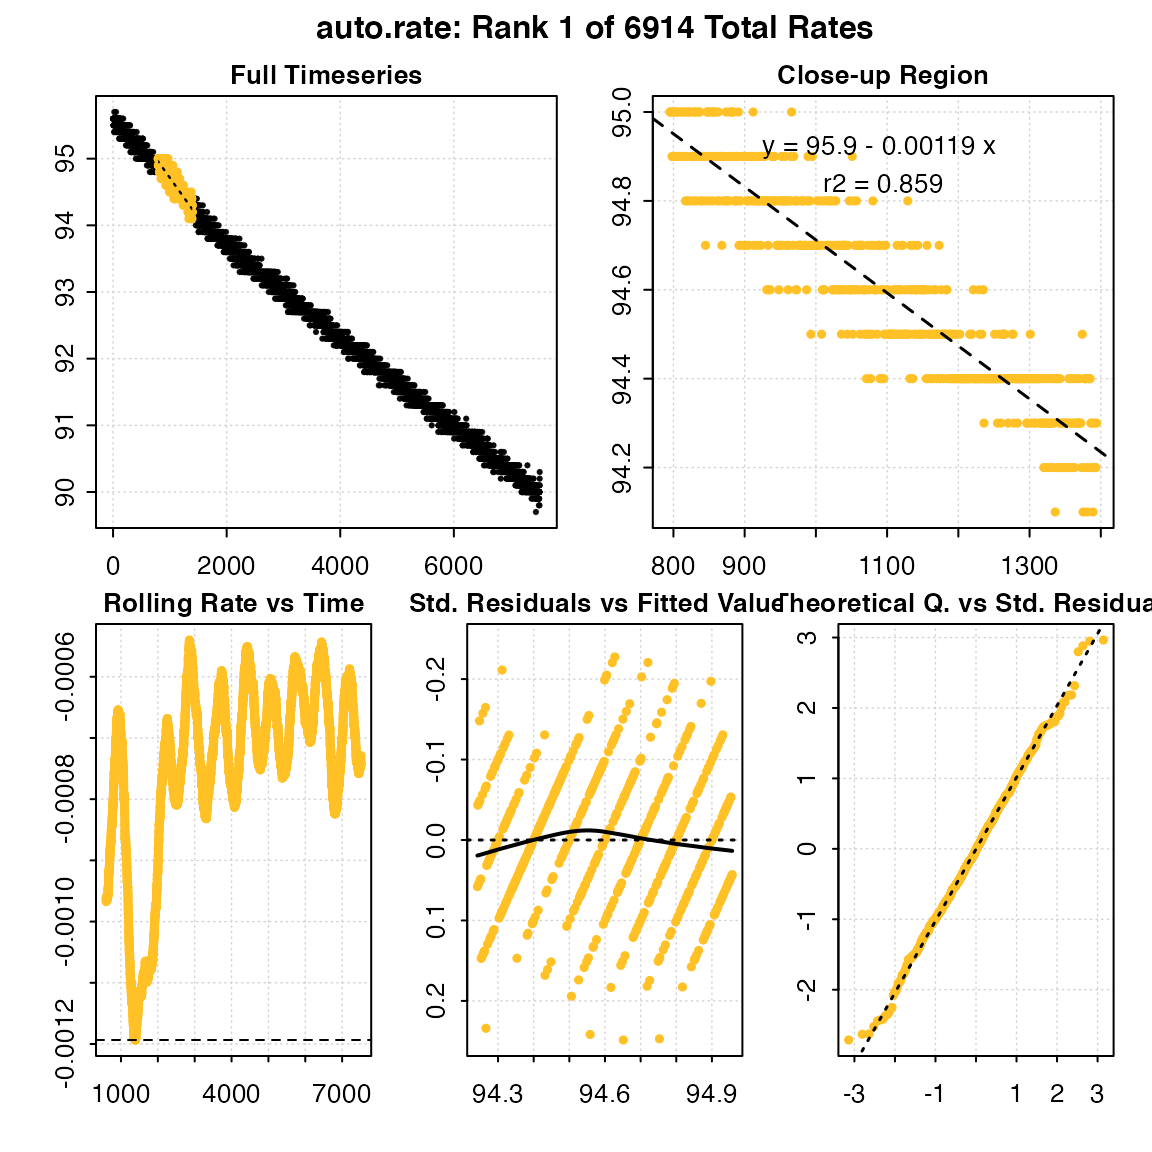 auto.rate: Rank 1 of 6914 Total Rates
Full Timeseries
95
94
93
92
91
90
0 2000 4000 6000
Close-up Region
y = 95.9 - 0.00119 x
r2 = 0.859
95.0
94.8
94.6
94.4
94.2
800 900 1100 1300
Rolling Rate vs Time
-0.0006
-0.0008
-0.0010
-0.0012
1000 4000 7000
Std. Residuals vs Fitted Value
-0.2
-0.1
0.0
0.1
0.2
94.3 94.6 94.9
Theoretical Q. vs Std. Residua
3
2
1
0
-1
-2
-3 -1 1 2 3